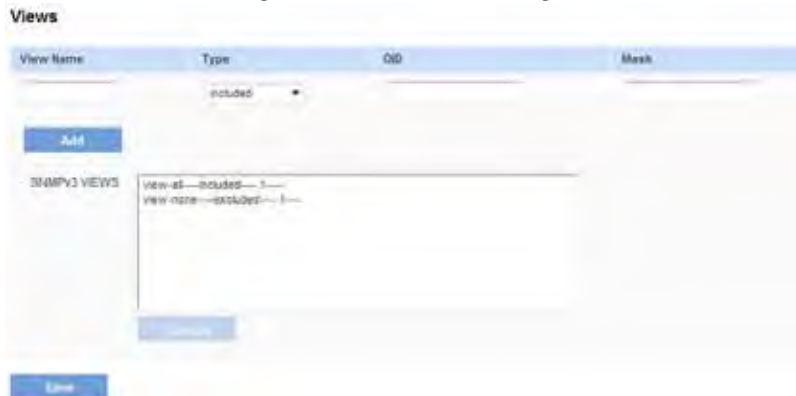 Views
View Name Type OID Mask
included
Add
SNMPv3 VIEWS
view-all----included----.1----
view-none----excluded----.1----
Save